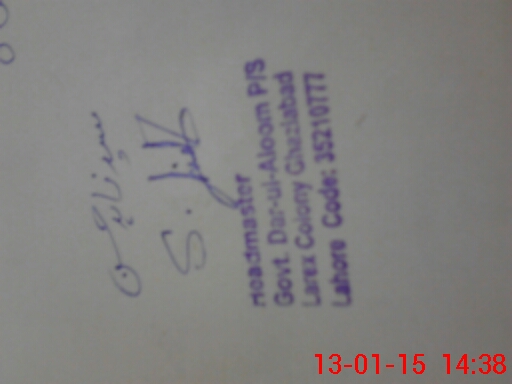 Headmaster
Govt. Dar-ul-Aloom P/S
Larex Colony Ghaziabad
Lahore Code: 35210777
13-01-15 14:38